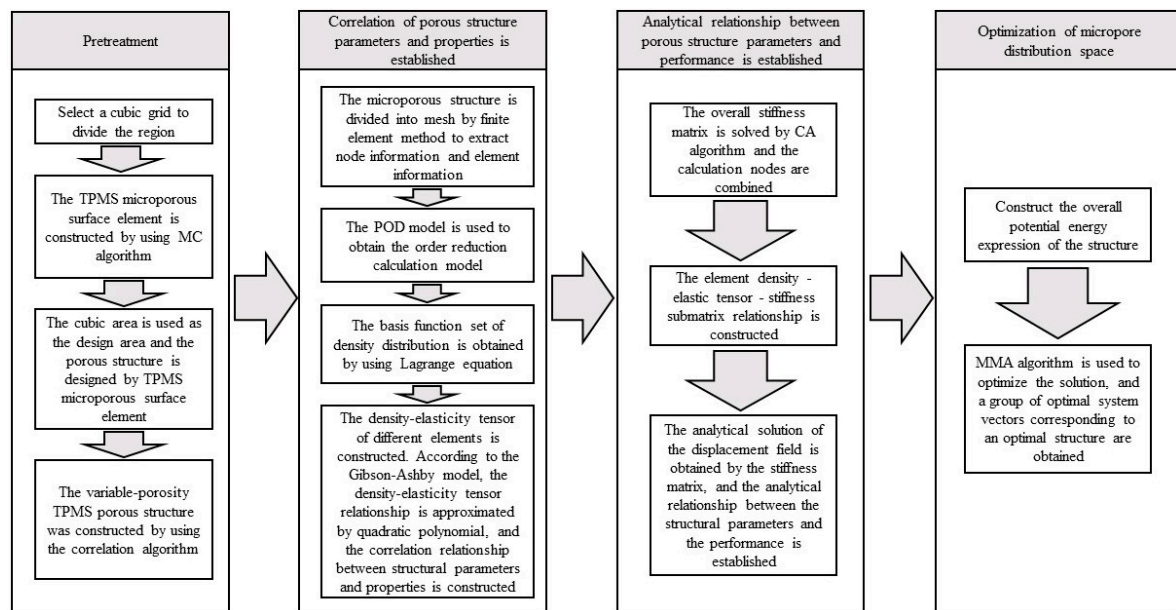 Pretreatment
Select a cubic grid to
divide the region
The TPMS microporous
surface element is
constructed by using MC
algorithm
The cubic area is used as
the design area and the
porous structure is
designed by TPMS
microporous surface
element
The variable-porosity
TPMS porous structure
was constructed by using
the correlation algorithm
Correlation of porous structure
parameters and properties is
established
The microporous structure is
divided into mesh by finite
element method to extract
node information and element
information
The POD model is used to
obtain the order reduction
calculation model
The basis function set of
density distribution is obtained
by using Lagrange equation
The density-elasticity tensor
of different elements is
constructed. According to the
Gibson-Ashby model, the
density-elasticity tensor
relationship is approximated
by quadratic polynomial, and
the correlation relationship
between structural parameters
and properties is constructed
Analytical relationship between
porous structure parameters and
performance is established
The overall stiffness
matrix is solved by CA
algorithm and the
calculation nodes are
combined
The element density -
elastic tensor - stiffness
submatrix relationship is
constructed
The analytical solution of
the displacement field is
obtained by the stiffness
matrix, and the analytical
relationship between the
structural parameters and
the performance is
established
Optimization of micropore
distribution space
Construct the overall
potential energy
expression of the structure
MMA algorithm is used to
optimize the solution, and
a group of optimal system
vectors corresponding to
an optimal structure are
obtained